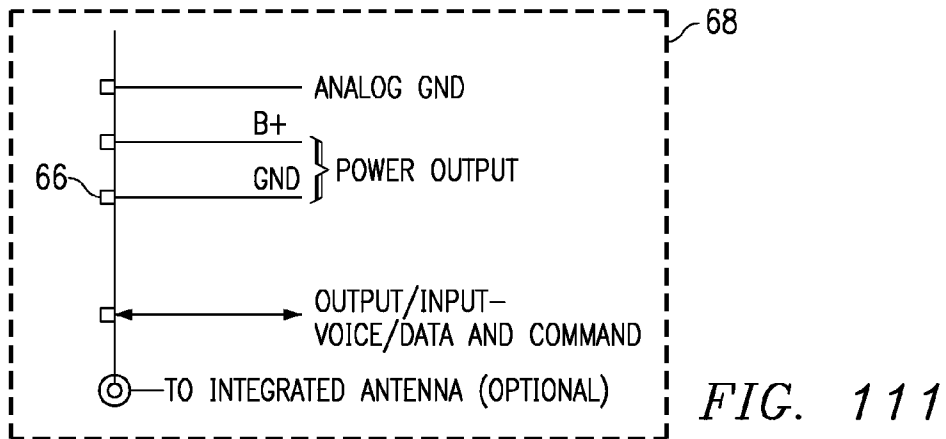 68
ANALOG GND
B+
66
GND
POWER OUTPUT
OUTPUT/INPUT-
VOICE/DATA AND COMMAND
TO INTEGRATED ANTENNA (OPTIONAL)
FIG. 111